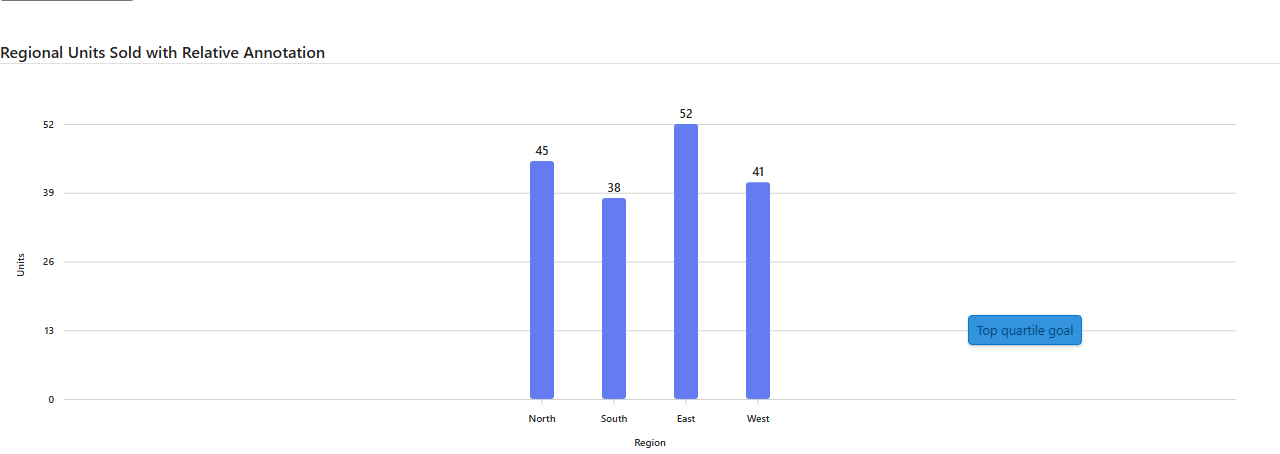 Regional Units Sold with Relative Annotation
52
39
26
13
0
Units
45
38
52
41
Top quartile goal
North
South
East
West
Region